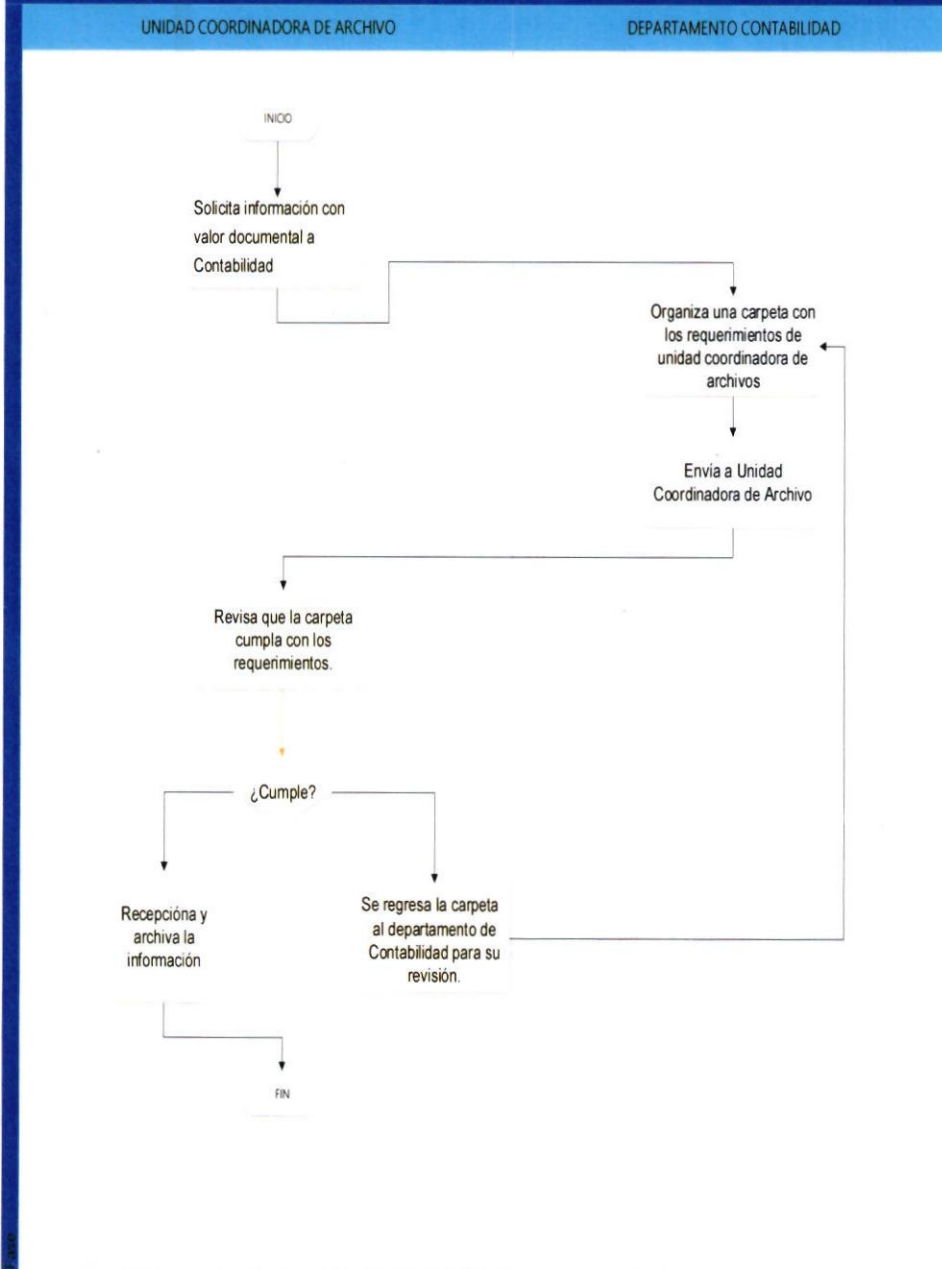 UNIDAD COORDINADORA DE ARCHIVO
DEPARTAMENTO CONTABILIDAD
INICIO
Solicita información con
valor documental a
Contabilidad
Organiza una carpeta con
los requerimientos de
unidad coordinadora de
archivos
Envía a Unidad
Coordinadora de Archivo
Revisa que la carpeta
cumpla con los
requerimientos.
¿Cumple?
Recepcióna y
archiva la
información
Se regresa la carpeta
al departamento de
Contabilidad para su
revisión.
FIN
Fase